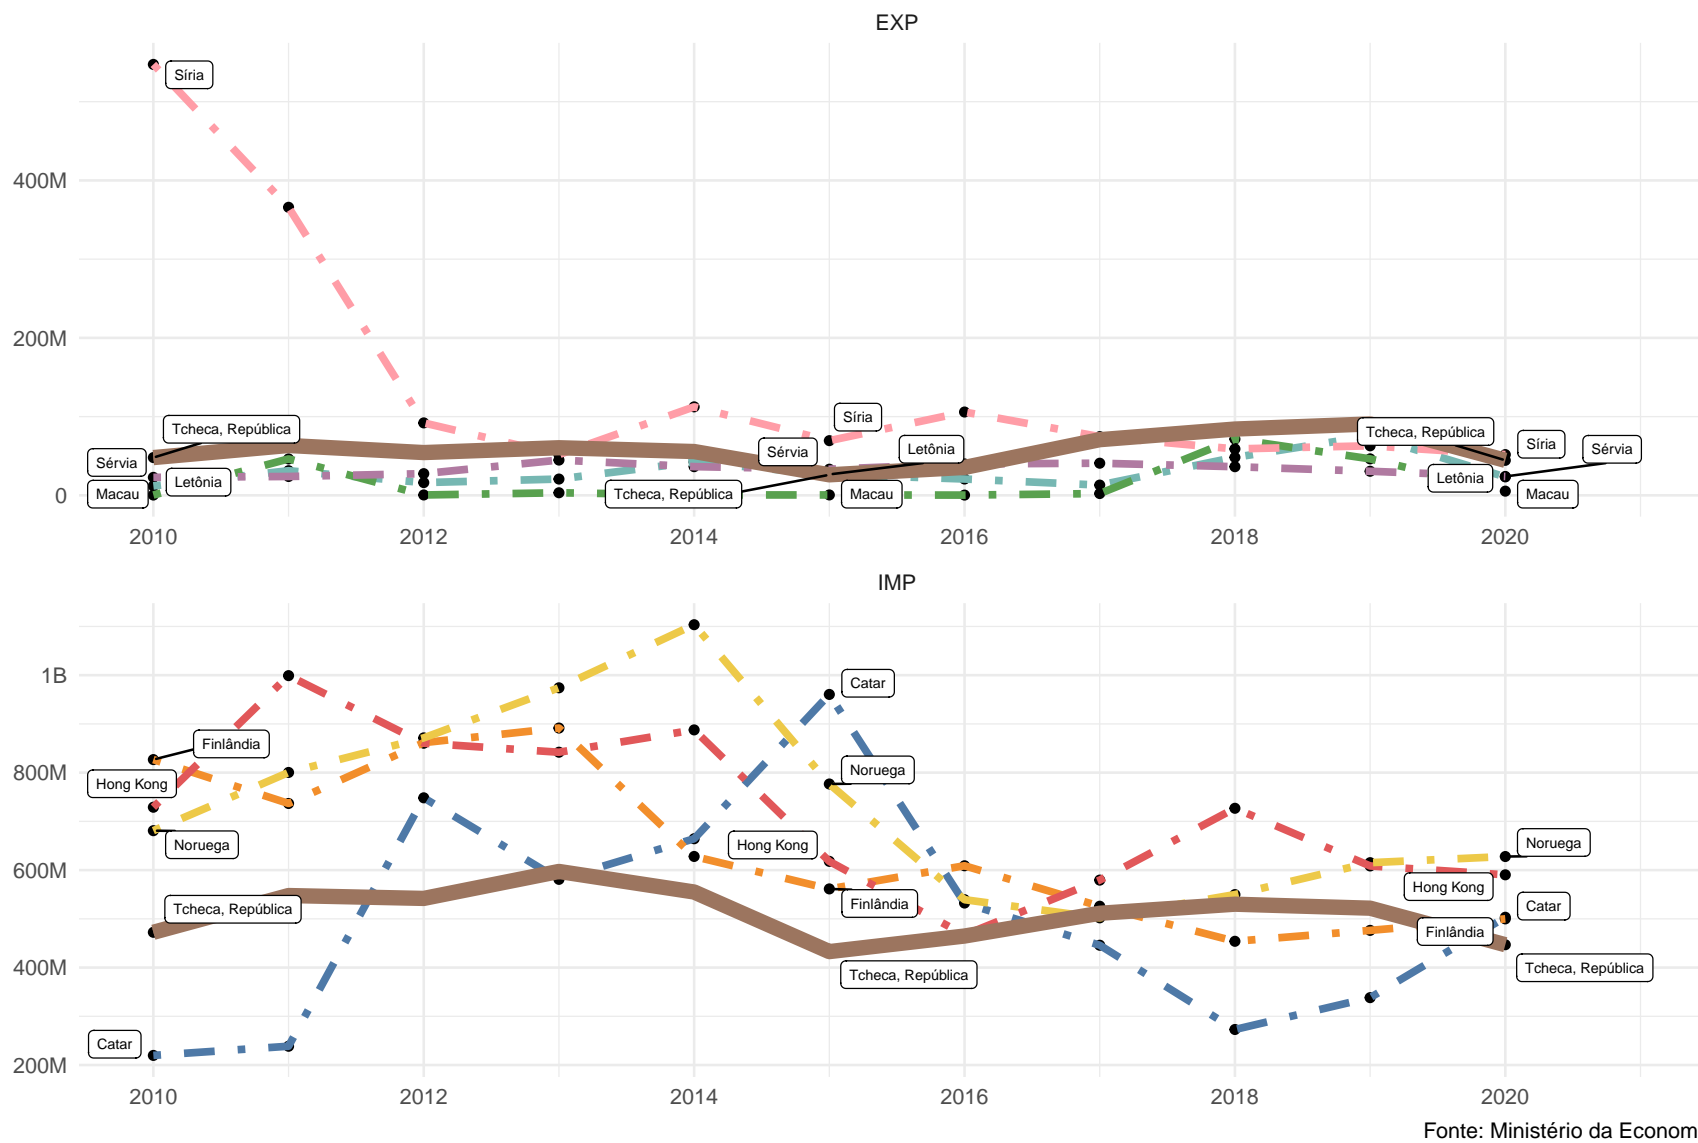 EXP
400M
200M
0
Síria
Tcheca, República
Sérvia
Macau
Letônia
Síria
Sérvia
Letônia
Tcheca, República
Macau
Tcheca, República
Síria
Sérvia
Letônia
Macau
2010 2012 2014 2016 2018 2020
IMP
1B
800M
600M
400M
200M
Finlândia
Hong Kong
Noruega
Tcheca, República
Catar
Catar
Noruega
Hong Kong
Finlândia
Tcheca, República
Noruega
Hong Kong
Catar
Finlândia
Tcheca, República
2010 2012 2014 2016 2018 2020
Fonte: Ministério da Econom